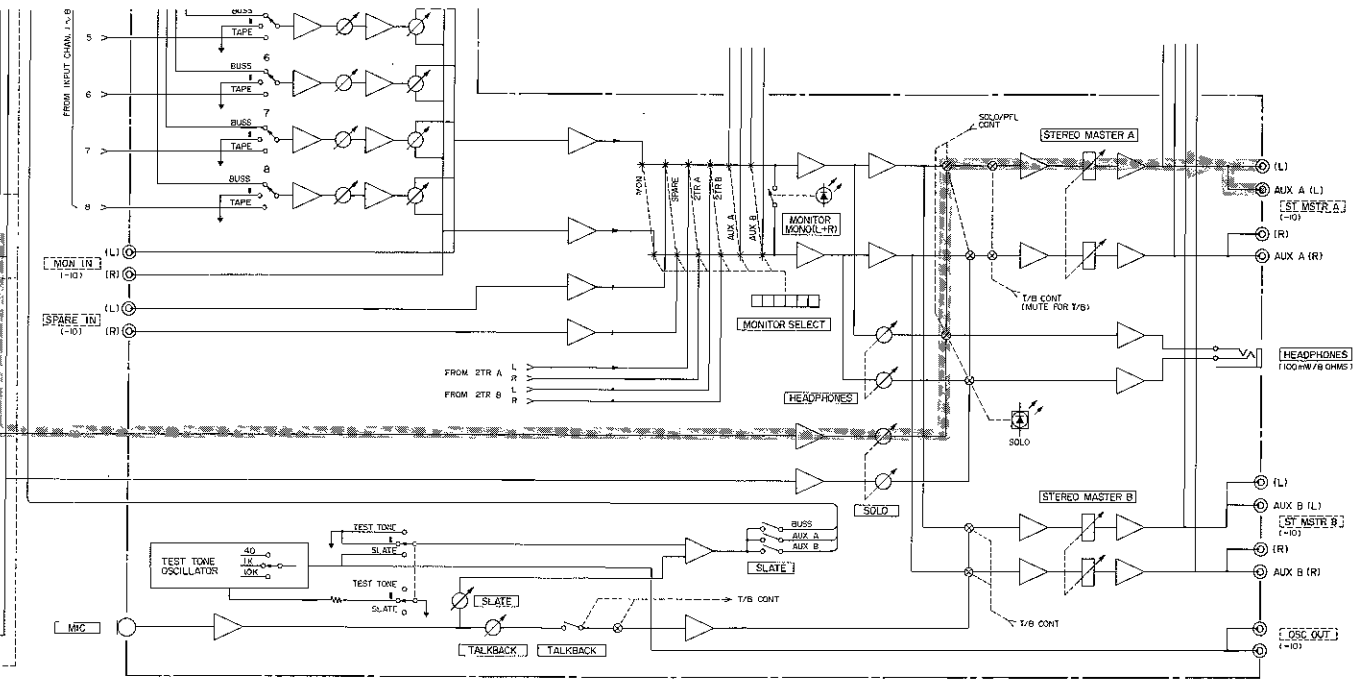 FROM INPUT CHAN. 1~8
BUSS
5
TAPE
6
BUSS
6
TAPE
7
BUSS
7
TAPE
8
BUSS
8
TAPE
MON IN
(-10)
(L)
(R)
SPARE IN
(-10)
(L)
(R)
MON
SPARE
2TR A
2TR B
AUX A
AUX B
MONITOR
MONO(L+R)
MONITOR SELECT
FROM 2TR A
L
R
FROM 2TR B
L
R
SOLO/PFL
CONT
STEREO MASTER A
T/B CONT
(MUTE FOR T/B)
(L)
AUX A (L)
ST MSTR A
(-10)
(R)
AUX A (R)
HEADPHONES
HEADPHONES
(100mW/8 OHMS)
SOLO
SOLO
STEREO MASTER B
(L)
AUX B (L)
ST MSTR B
(-10)
(R)
AUX B (R)
T/B CONT
OSC OUT
(-10)
TEST TONE
OSCILLATOR
40
1K
10K
TEST TONE
SLATE
TEST TONE
SLATE
BUSS
AUX A
AUX B
SLATE
SLATE
T/B CONT
MIC
TALKBACK
TALKBACK